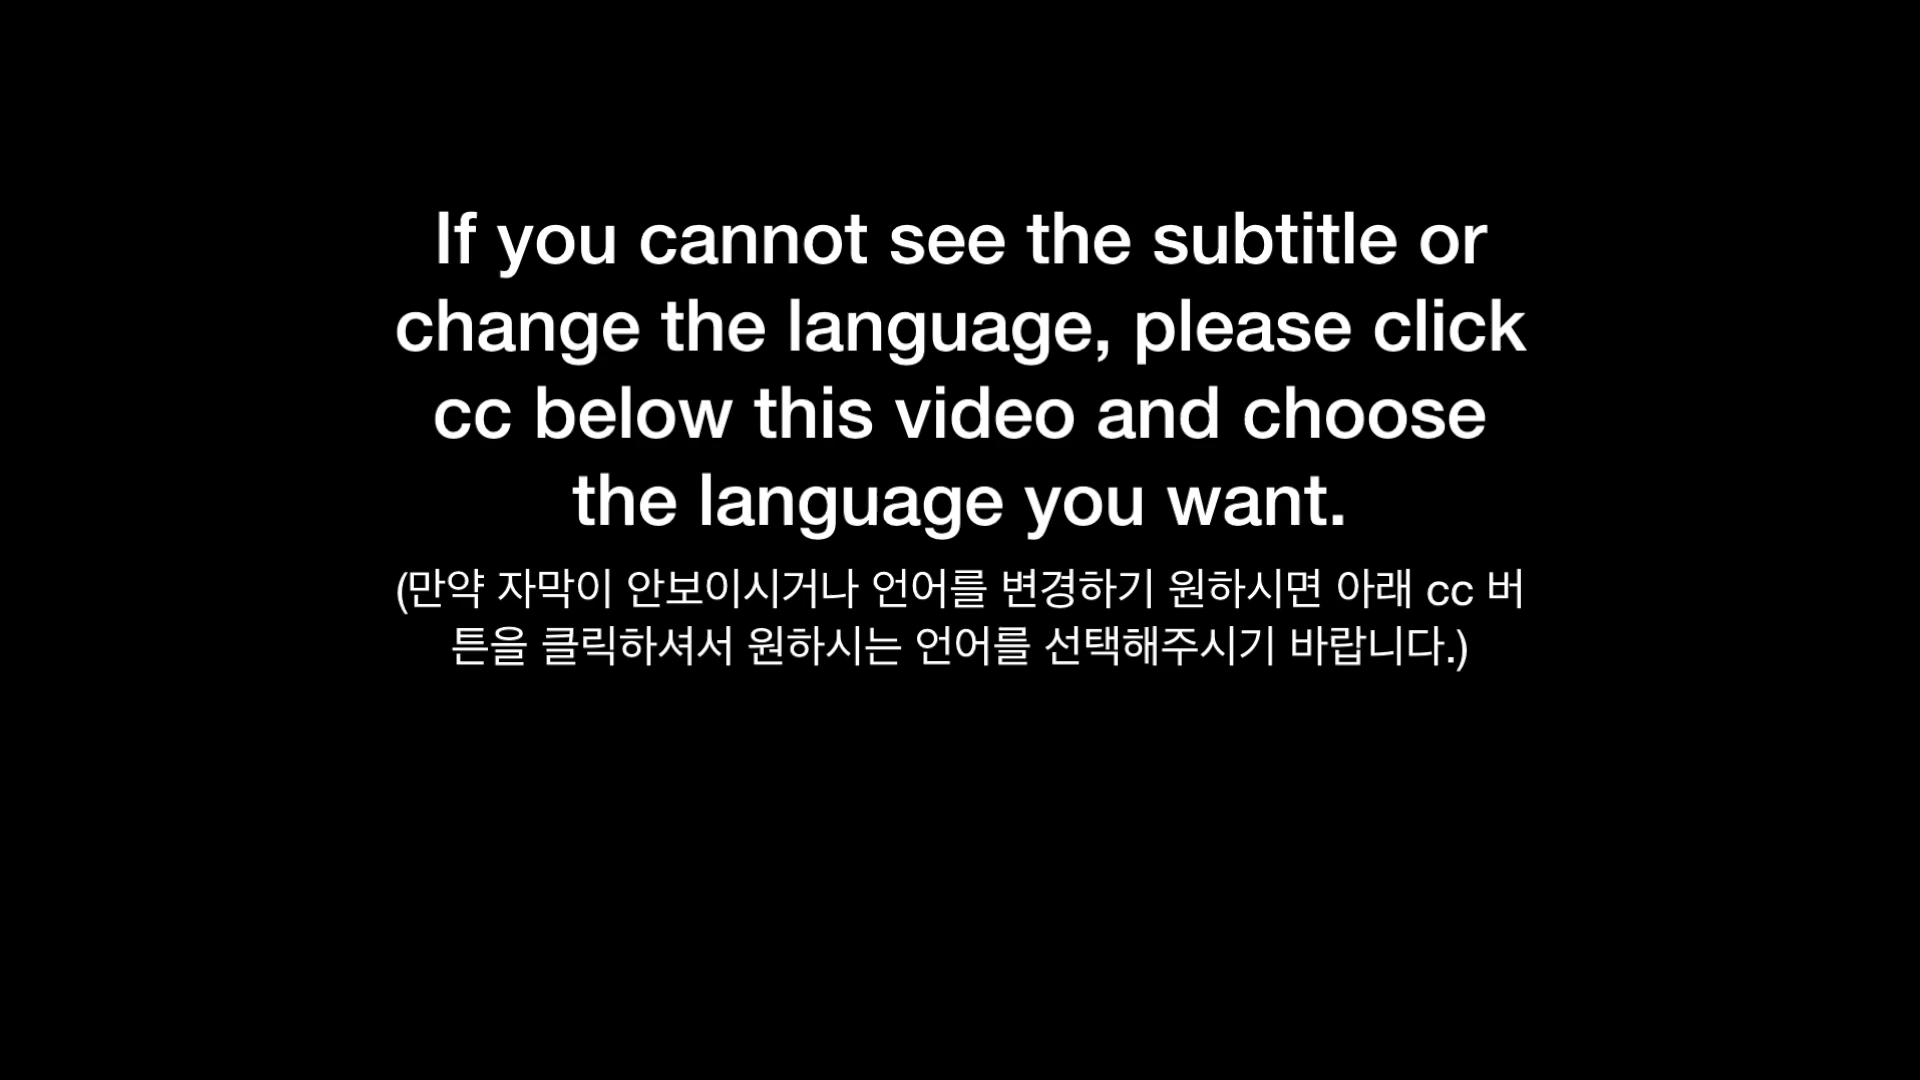 If you cannot see the subtitle or
change the language, please click
cc below this video and choose
the language you want.
(만약 자막이 안보이시거나 언어를 변경하기 원하시면 아래 cc 버
튼을 클릭하셔서 원하시는 언어를 선택해주시기 바랍니다.)